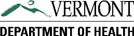 VERMONT
DEPARTMENT OF HEALTH